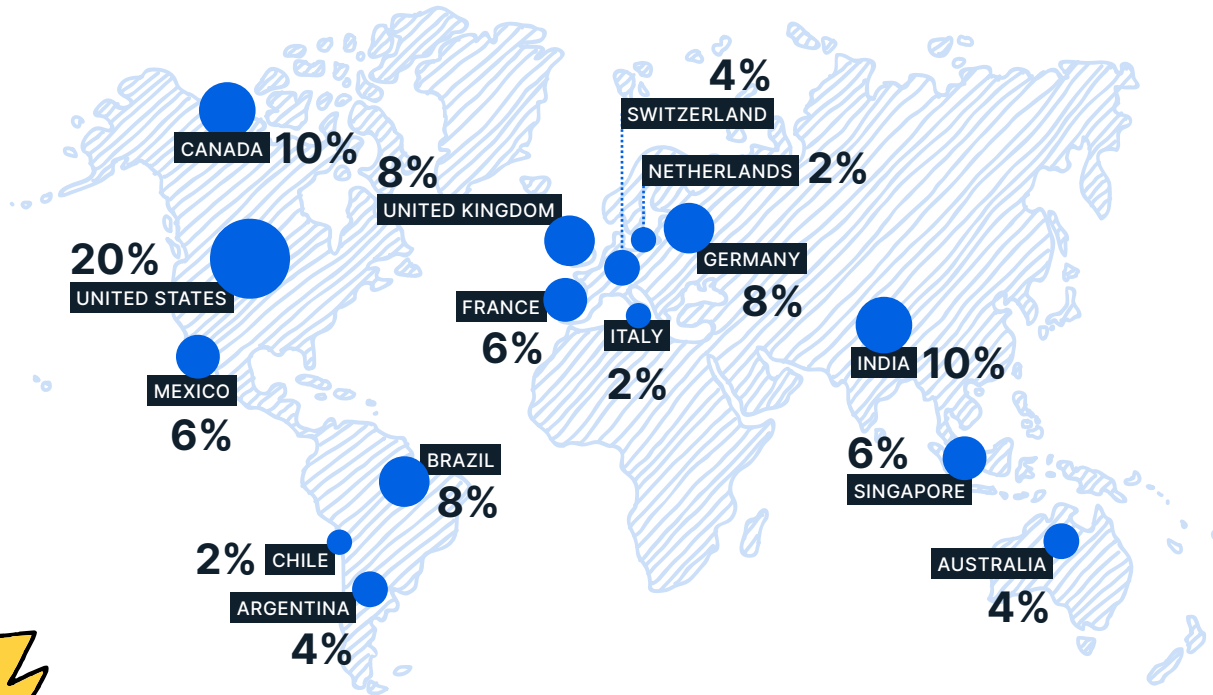 4%
SWITZERLAND
CANADA 10%
8%
UNITED KINGDOM
NETHERLANDS 2%
20%
UNITED STATES
GERMANY
8%
FRANCE
6%
ITALY
2%
INDIA 10%
MEXICO
6%
BRAZIL
8%
6%
SINGAPORE
2% CHILE
ARGENTINA
4%
AUSTRALIA
4%